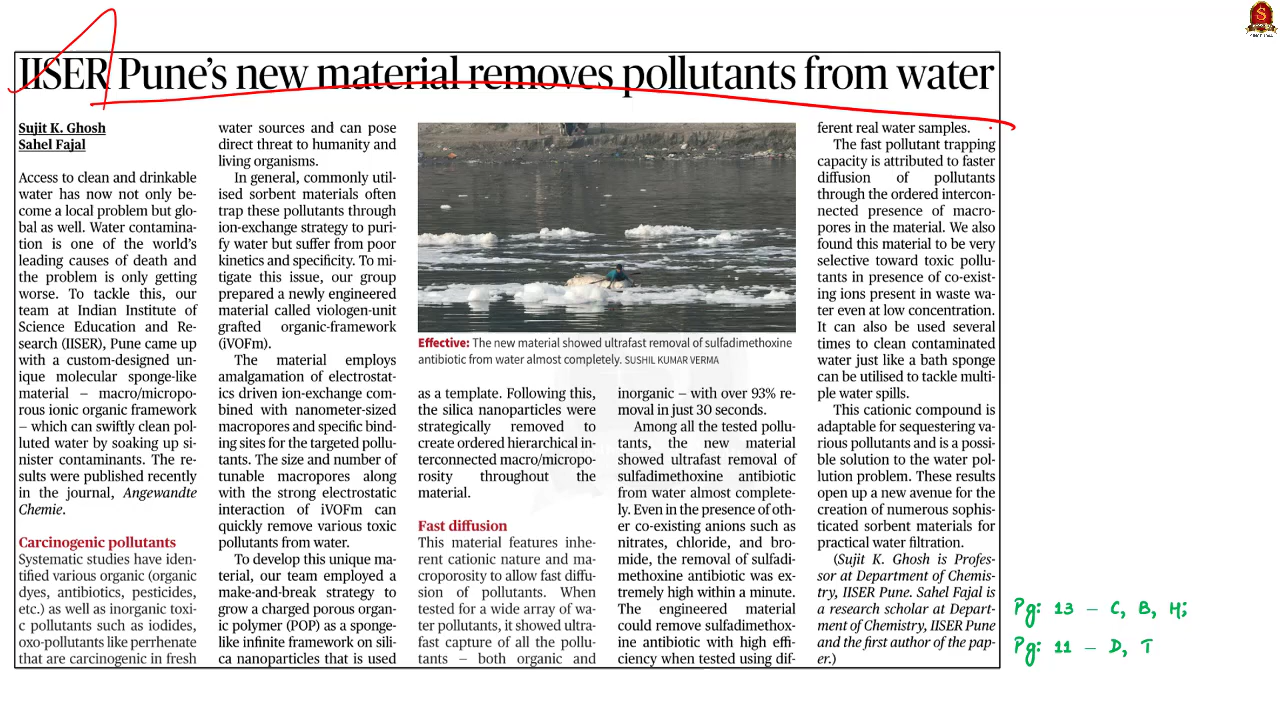 IISER Pune's new material removes pollutants from water
Sujit K. Ghosh
Sahel Fajal
Access to clean and drinkable
water has now not only be-
come a local problem but glo-
bal as well. Water contamina-
tion is one of the world's
leading causes of death and
the problem is only getting
worse. To tackle this, our
team at Indian Institute of
Science Education and Re-
search (IISER), Pune came up
with a custom-designed un-
ique molecular sponge-like
material – macro/micropo-
rous ionic organic framework
– which can swiftly clean pol-
luted water by soaking up si-
nister contaminants. The re-
sults were published recently
in the journal, Angewandte
Chemie.
Carcinogenic pollutants
Systematic studies have iden-
tified various organic (organic
dyes, antibiotics, pesticides,
etc.) as well as inorganic toxi-
c pollutants such as iodides,
oxo-pollutants like perrhenate
that are carcinogenic in fresh
water sources and can pose
direct threat to humanity and
living organisms.
In general, commonly util-
ised sorbent materials often
trap these pollutants through
ion-exchange strategy to puri-
fy water but suffer from poor
kinetics and specificity. To mi-
tigate this issue, our group
prepared a newly engineered
material called viologen-unit
grafted organic-framework
(iVOFm).
The material employs
amalgamation of electrostat-
ics driven ion-exchange com-
bined with nanometer-sized
macropores and specific bind-
ing sites for the targeted pollu-
tants. The size and number of
tunable macropores along
with the strong electrostatic
interaction of iVOFm can
quickly remove various toxic
pollutants from water.
To develop this unique ma-
terial, our team employed a
make-and-break strategy to
grow a charged porous organ-
ic polymer (POP) as a sponge-
like infinite framework on sili-
ca nanoparticles that is used
Effective: The new material showed ultrafast removal of sulfadimethoxine
antibiotic from water almost completely. SUSHIL KUMAR VERMA
as a template. Following this,
the silica nanoparticles were
strategically removed to
create ordered hierarchical in-
terconnected macro/micropo-
rosity throughout the
material.
Fast diffusion
This material features inhe-
rent cationic nature and ma-
croporosity to allow fast diffu-
sion of pollutants. When
tested for a wide array of wa-
ter pollutants, it showed ultra-
fast capture of all the pollu-
tants – both organic and
inorganic – with over 93% re-
moval in just 30 seconds.
Among all the tested pollu-
tants, the new material
showed ultrafast removal of
sulfadimethoxine antibiotic
from water almost complete-
ly. Even in the presence of oth-
er co-existing anions such as
nitrates, chloride, and bro-
mide, the removal of sulfadi-
methoxine antibiotic was ex-
tremely high within a minute.
The engineered material
could remove sulfadimethox-
ine antibiotic with high effi-
ciency when tested using dif-
ferent real water samples.
The fast pollutant trapping
capacity is attributed to faster
diffusion of pollutants
through the ordered intercon-
nected presence of macro-
pores in the material. We also
found this material to be very
selective toward toxic pollu-
tants in presence of co-exist-
ing ions present in waste wa-
ter even at low concentration.
It can also be used several
times to clean contaminated
water just like a bath sponge
can be utilised to tackle multi-
ple water spills.
This cationic compound is
adaptable for sequestering va-
rious pollutants and is a possi-
ble solution to the water pol-
lution problem. These results
open up a new avenue for the
creation of numerous sophis-
ticated sorbent materials for
practical water filtration.
(Sujit K. Ghosh is Profes-
sor at Department of Chemis-
try, IISER Pune. Sahel Fajal is
a research scholar at Depart-
ment of Chemistry, IISER Pune
and the first author of the pap-
er.)
Pg: 13 – C, B, H;
Pg: 11 – D, T